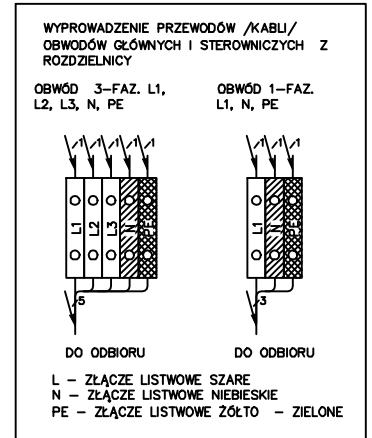 WYPROWADZENIE PRZEWODÓW /KABLI/
OBWODÓW GŁÓWNYCH I STEROWNICZYCH Z
ROZDZIELNICY
OBWÓD 3-FAZ. L1,
L2, L3, N, PE
OBWÓD 1-FAZ.
L1, N, PE
1 1 1 1 1
1 1 1
L1 L2 L3 N PE
L1 N PE
5
3
DO ODBIORU
DO ODBIORU
L - ZŁĄCZE LISTWOWE SZARE
N - ZŁĄCZE LISTWOWE NIEBIESKIE
PE - ZŁĄCZE LISTWOWE ŻÓŁTO - ZIELONE